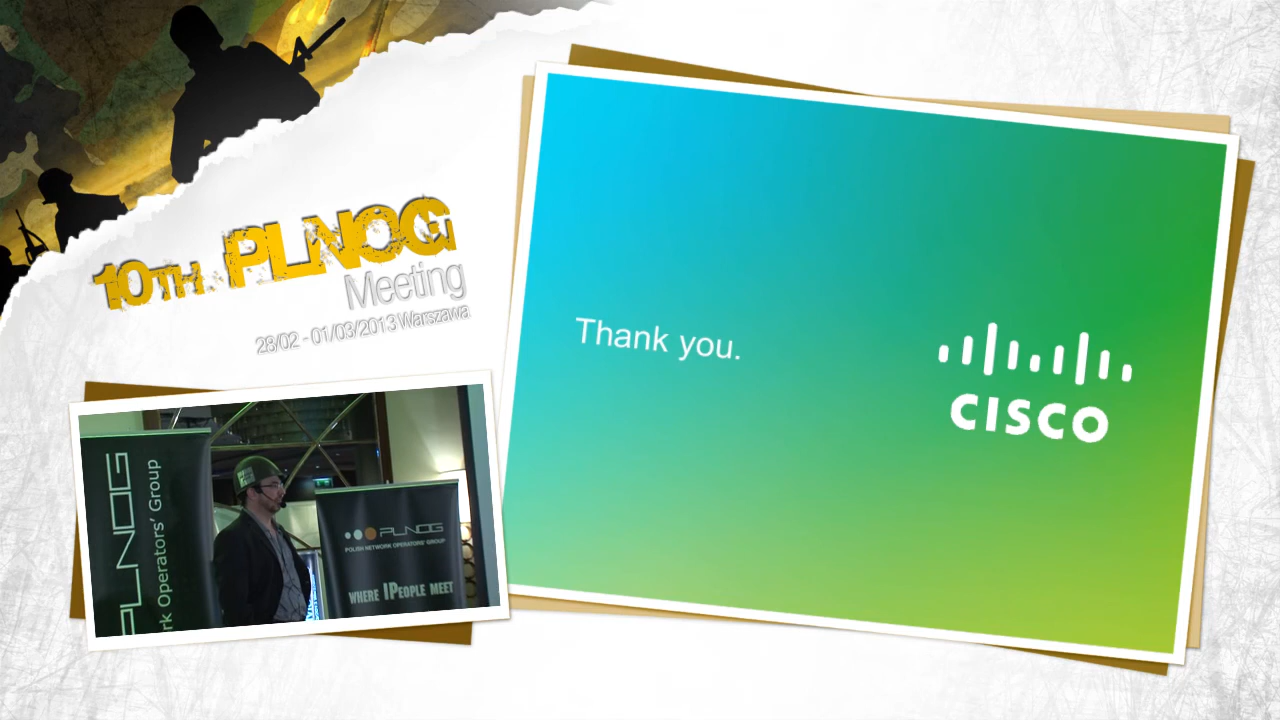 10TH PLNOG
Meeting
28/02 - 01/03/2013 Warszawa
Thank you.
CISCO
PLNOG
rk Operators' Group
PLNOG
POLISH NETWORK OPERATORS' GROUP
WHERE IPEOPLE MEET